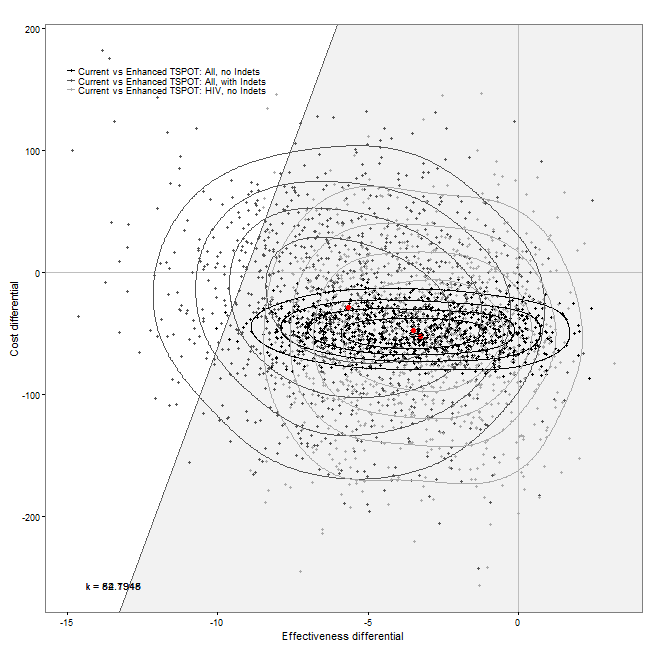 200
Current vs Enhanced TSPOT: All, no Indets
Current vs Enhanced TSPOT: All, with Indets
Current vs Enhanced TSPOT: HIV, no Indets
100
0
Cost differential
-100
-200
k =
-15
-10
-5
0
Effectiveness differential